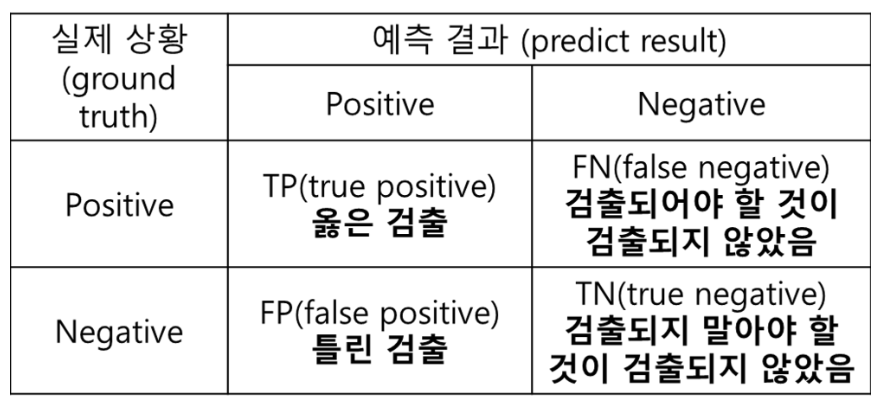 실제 상황
(ground
truth)
예측 결과 (predict result)
Positive
Negative
Positive
TP(true positive)
옳은 검출
FN(false negative)
검출되어야 할 것이
검출되지 않았음
Negative
FP(false positive)
틀린 검출
TN(true negative)
검출되지 말아야 할
것이 검출되지 않았음